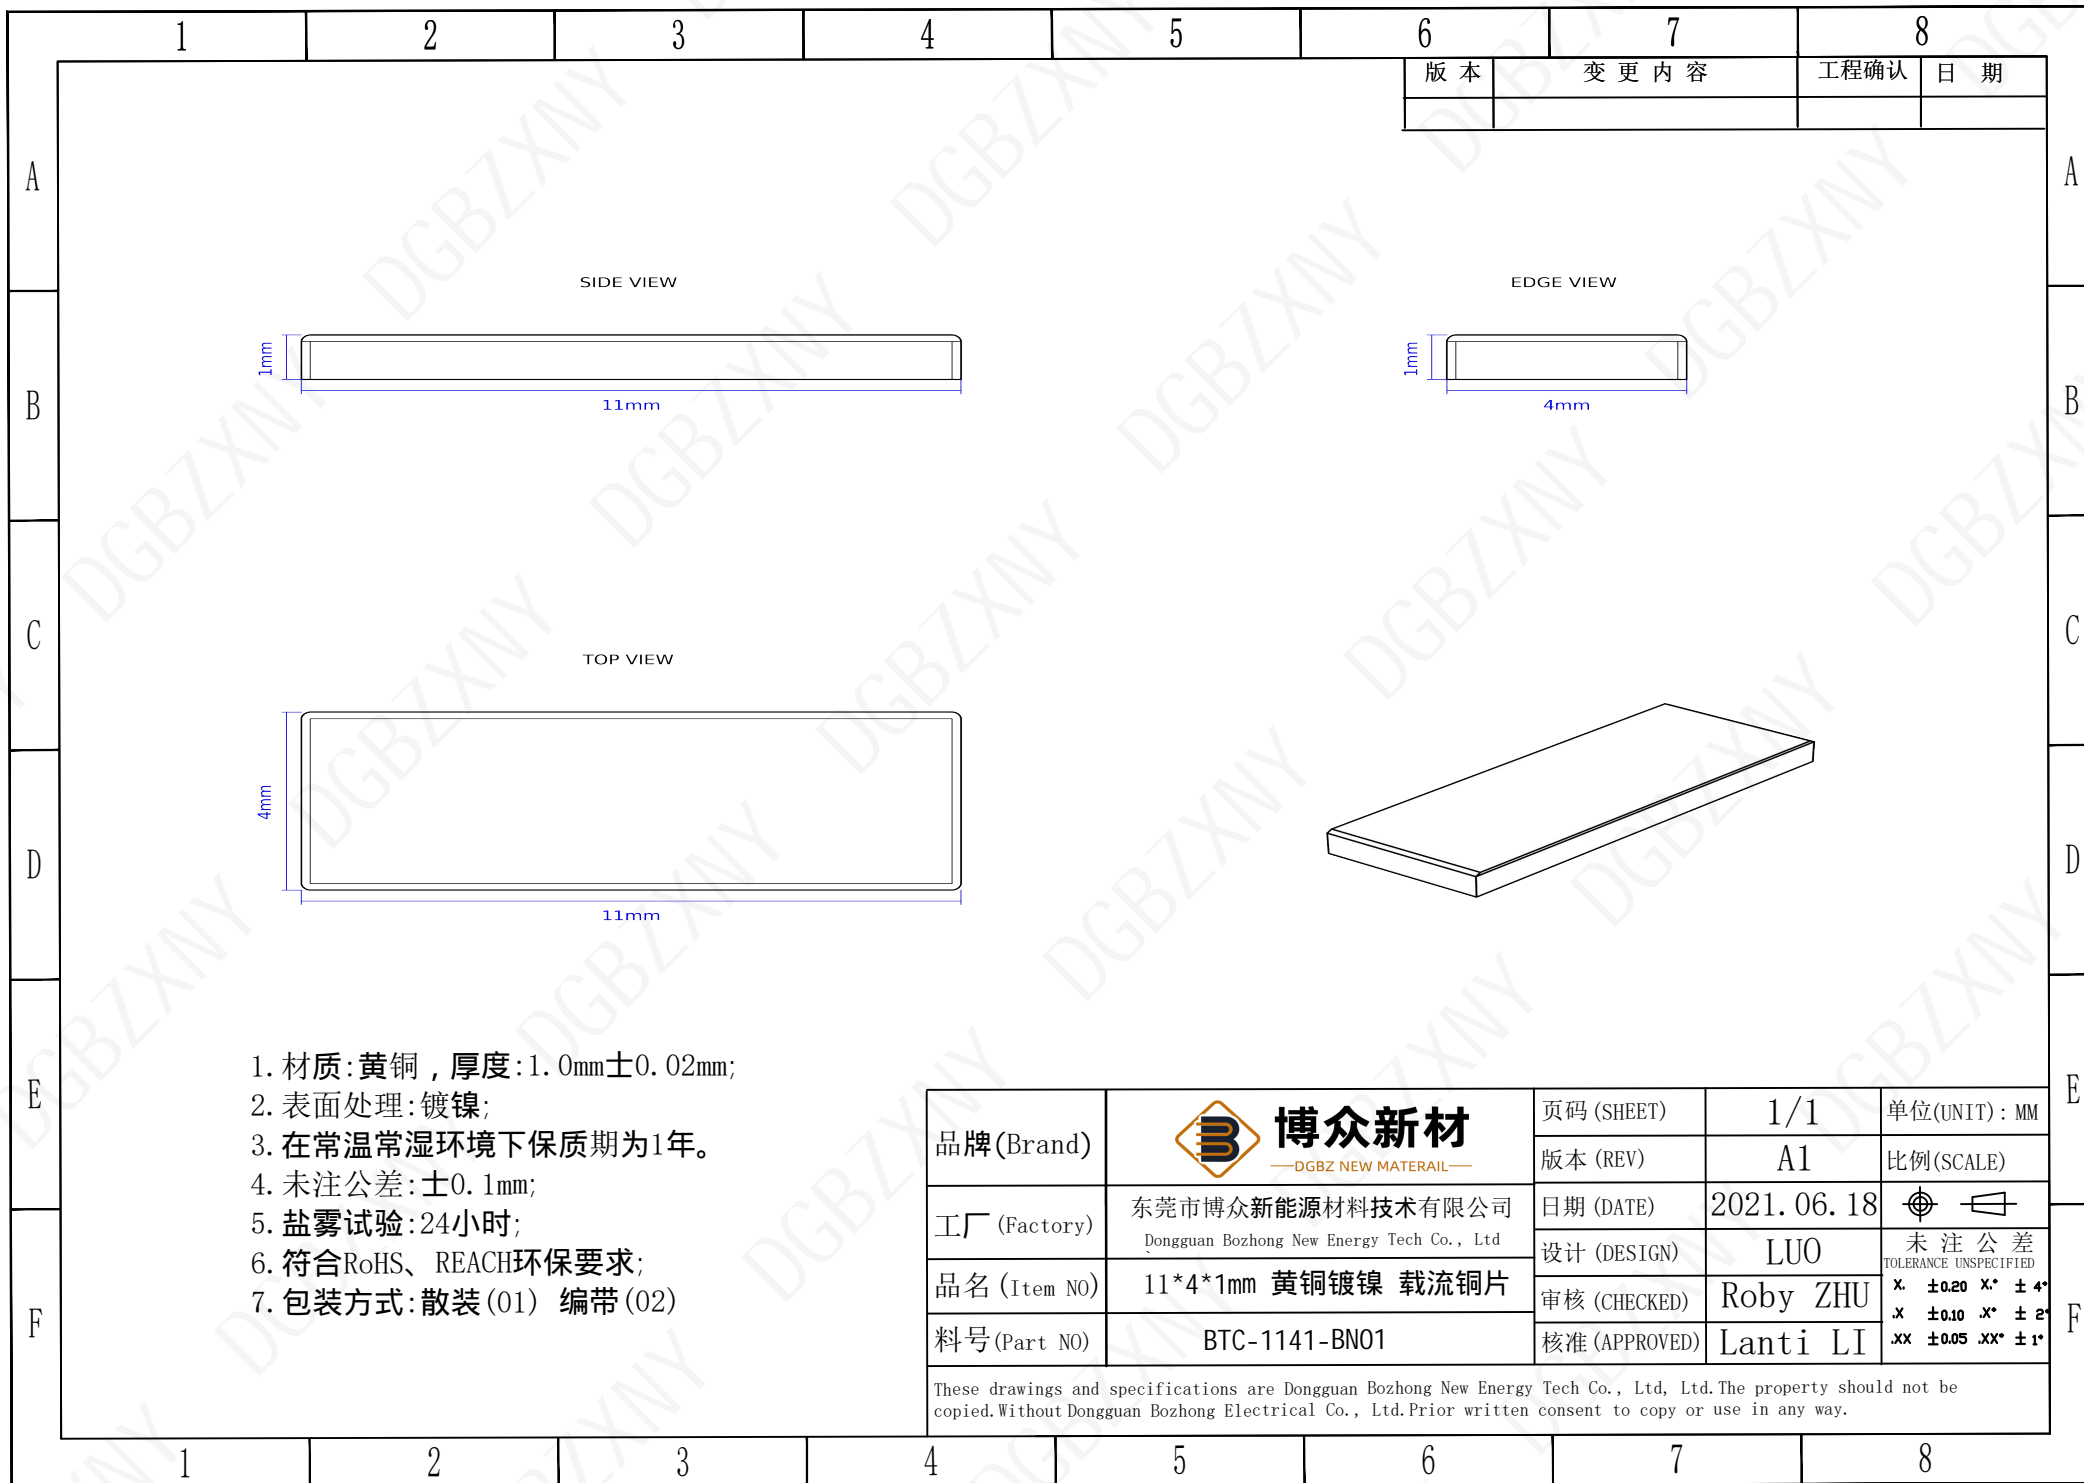 1 2 3 4 5 6 7 8
版 本 变 更 内 容 工程确认 日 期
A A
SIDE VIEW EDGE VIEW
1mm 1mm
11mm 4mm
B B
C C
TOP VIEW
4mm
11mm
D D
1.材质:黄铜,厚度:1.0mm士0.02mm;
2.表面处理:镀镍;
3.在常温常湿环境下保质期为1年。
4.未注公差:士0.1mm;
5.盐雾试验:24小时;
6.符合RoHS、REACH环保要求;
7.包装方式:散装(01) 编带(02)
E E
F F
品牌(Brand) 博众新材
DGBZ NEW MATERAIL
工厂 (Factory) 东莞市博众新能源材料技术有限公司
Dongguan Bozhong New Energy Tech Co., Ltd
品名 (Item NO) 11*4*1mm 黄铜镀镍 载流铜片
料号(Part NO) BTC-1141-BN01
页码 (SHEET) 1/1 单位(UNIT): MM
版本 (REV) A1 比例(SCALE)
日期 (DATE) 2021.06.18
设计 (DESIGN) LUO 未 注 公 差
TOLERANCE UNSPECIFIED
审核 (CHECKED) Roby ZHU X. ±0.20 X.° ± 4°
.X ±0.10 .X° ± 2°
核准 (APPROVED) Lanti LI .XX ±0.05 .XX° ± 1°
These drawings and specifications are Dongguan Bozhong New Energy Tech Co., Ltd, Ltd.The property should not be
copied.Without Dongguan Bozhong Electrical Co., Ltd.Prior written consent to copy or use in any way.
1 2 3 4 5 6 7 8
DGBZXNY